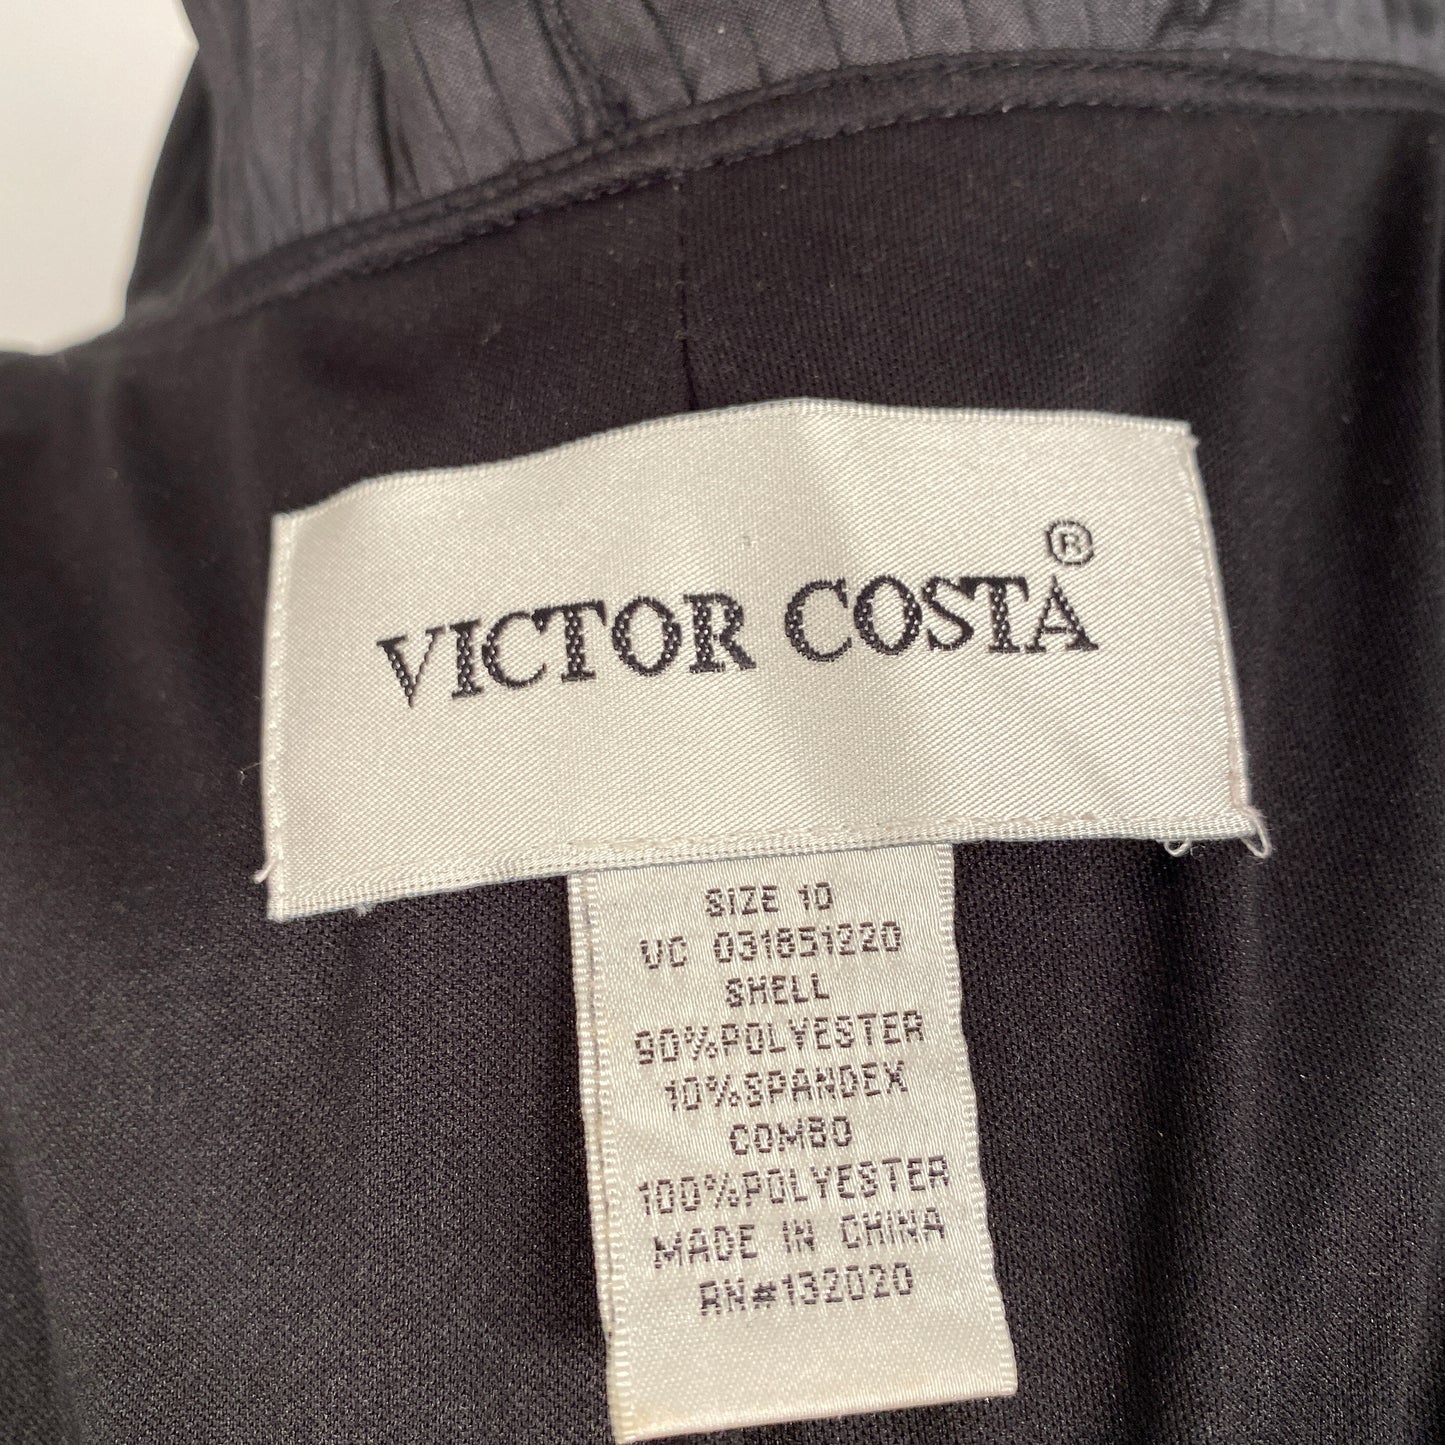 VICTOR COSTA®
SIZE 10
VC 031851220
SHELL
90%POLYESTER
10%SPANDEX
COMBO
100%POLYESTER
MADE IN CHINA
RN#132020